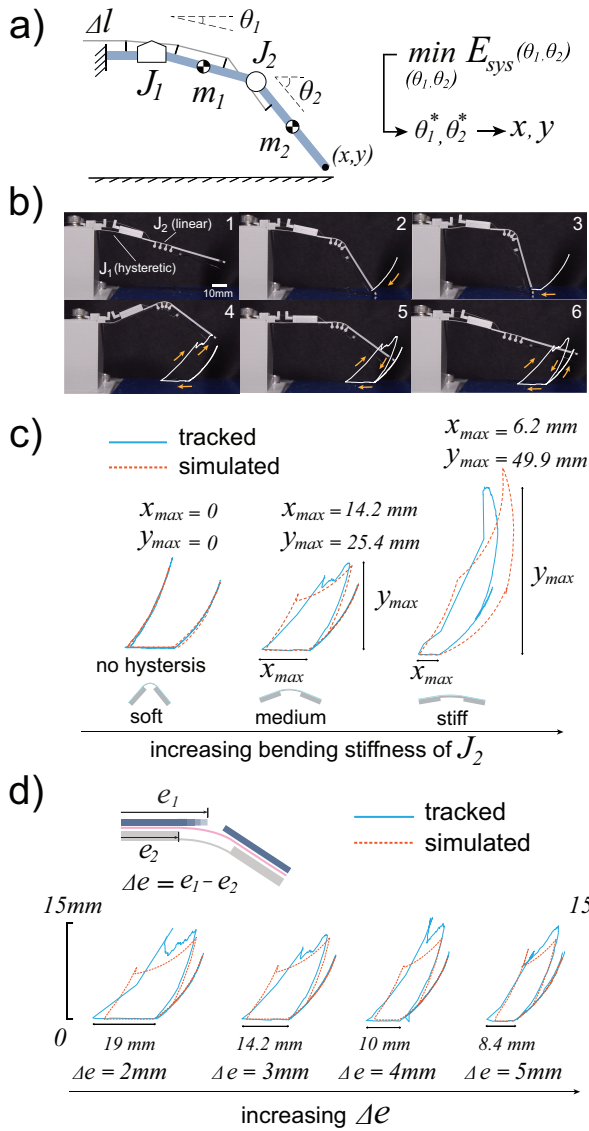 a)
Δl
θ1
J1
m1
J2
θ2
m2
(x,y)
min Esys(θ1,θ2)
(θ1,θ2)
θ1*,θ2* → x, y
b)
1
J2 (linear)
J1 (hysteretic)
10mm
2
3
4
5
6
c)
tracked
simulated
xmax = 0
ymax = 0
xmax = 14.2 mm
ymax = 25.4 mm
xmax = 6.2 mm
ymax = 49.9 mm
ymax
ymax
no hystersis
xmax
xmax
soft
medium
stiff
increasing bending stiffness of J2
d)
e1
e2
Δe = e1 − e2
tracked
simulated
15mm
15
0
19 mm
14.2 mm
10 mm
8.4 mm
Δe = 2mm
Δe = 3mm
Δe = 4mm
Δe = 5mm
increasing Δe